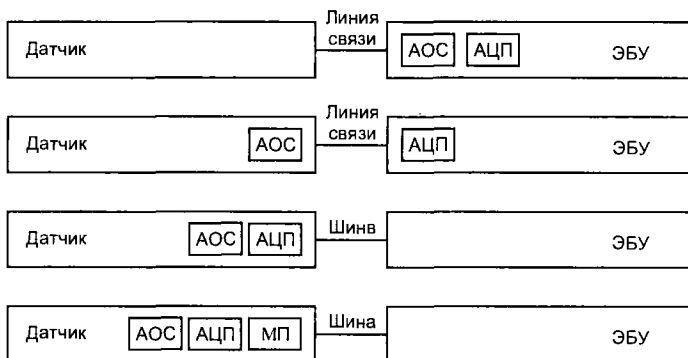 Линия
связи
Датчик АОС АЦП ЭБУ
Линия
связи
Датчик АОС АЦП ЭБУ
Шинв
Датчик АОС АЦП ЭБУ
Шина
Датчик АОС АЦП МП ЭБУ